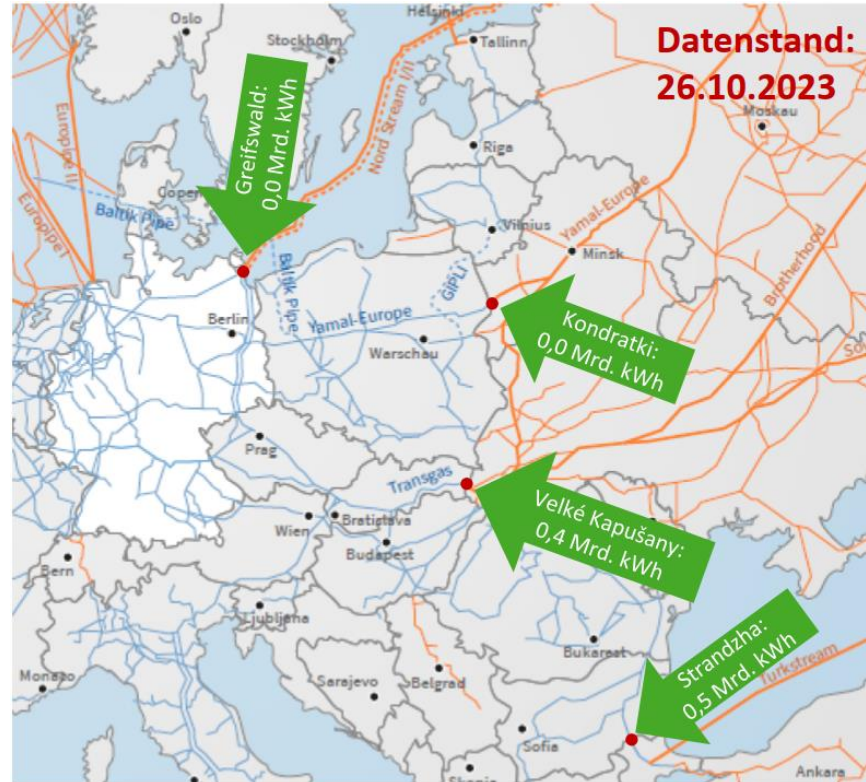 Datenstand:
26.10.2023
Oslo
Helsinki
Stockholm
Tallinn
Greifswald:
0,0 Mrd. kWh
Nord Stream I/II
Moskau
Europipe II
Europipe I
Riga
Baltik Pipe
Vilnius
Yamal-Europe
Minsk
Brotherhood
Baltik Pipe
GIPLI
Berlin
Yamal-Europe
Warschau
Kondratki:
0,0 Mrd. kWh
Prag
Transgas
Velké Kapušany:
0,4 Mrd. kWh
Wien
Bratislava
Budapest
Bern
Ljubljana
Bukarest
Strandzha:
0,5 Mrd. kWh
Turkstream
Monaco
Sarajevo
Belgrad
Sofia
Ankara